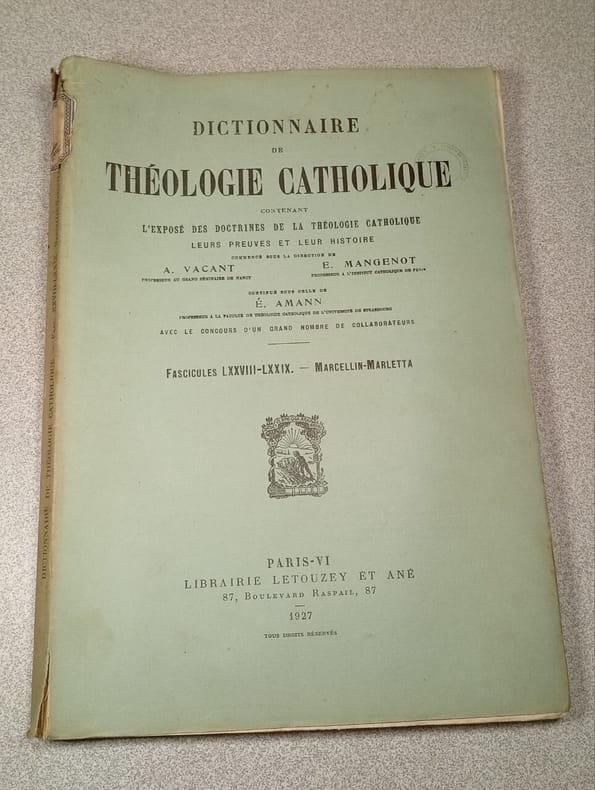 DICTIONNAIRE
DE
THÉOLOGIE CATHOLIQUE
CONTENANT
L'EXPOSÉ DES DOCTRINES DE LA THÉOLOGIE CATHOLIQUE
LEURS PREUVES ET LEUR HISTOIRE
COMMENCÉ SOUS LA DIRECTION DE
A. VACANT
PROFESSEUR AU GRAND SÉMINAIRE DE NANCY
E. MANGENOT
PROFESSEUR A L'INSTITUT CATHOLIQUE DE PARIS
CONTINUÉ SOUS CELLE DE
É. AMANN
PROFESSEUR A LA FACULTÉ DE THÉOLOGIE CATHOLIQUE DE L'UNIVERSITÉ DE STRASBOURG
AVEC LE CONCOURS D'UN GRAND NOMBRE DE COLLABORATEURS
FASCICULES LXXVIII-LXXIX. — MARCELLIN-MARLETTA
PARIS-VI
LIBRAIRIE LETOUZEY ET ANÉ
87, BOULEVARD RASPAIL, 87
1927
TOUS DROITS RÉSERVÉS
DICTIONNAIRE DE THÉOLOGIE CATHOLIQUE